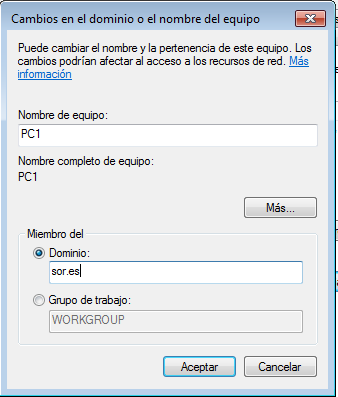 Cambios en el dominio o el nombre del equipo
Puede cambiar el nombre y la pertenencia de este equipo. Los
cambios podrían afectar al acceso a los recursos de red. Más
información
Nombre de equipo:
PC1
Nombre completo de equipo:
PC1
Más...
Miembro del
Dominio:
sor.es
Grupo de trabajo:
WORKGROUP
Aceptar
Cancelar